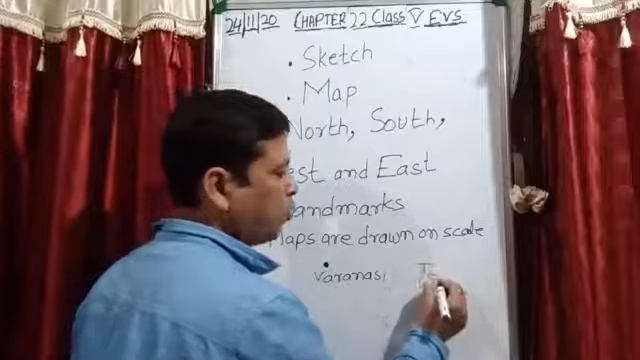 24/11/20 CHAPTER 22 Class V EVS
• Sketch
• Map
North, South,
est and East
andmarks
Maps are drawn on scale
Varanasi